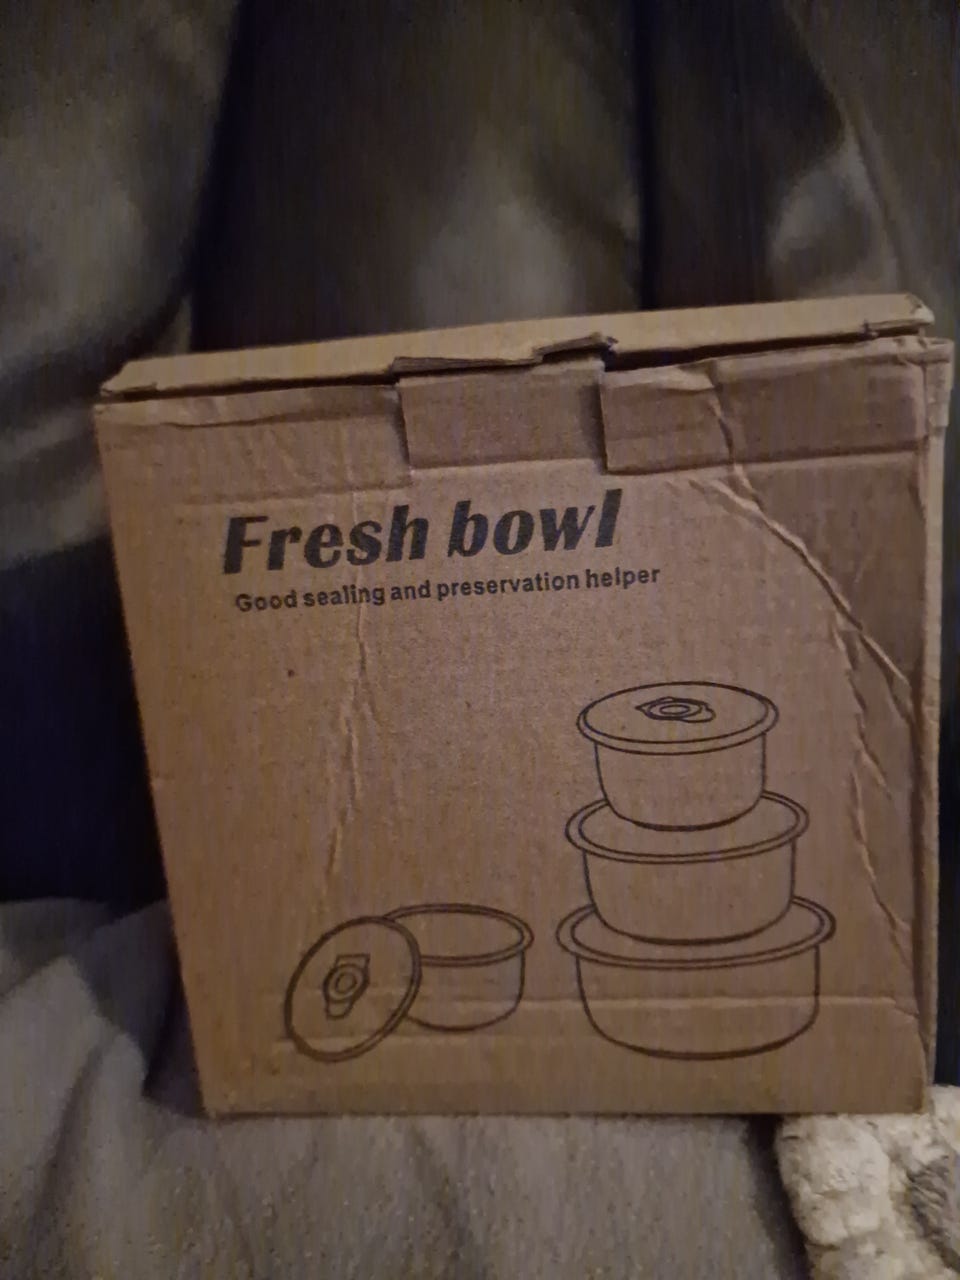 Fresh bowl
Good sealing and preservation helper